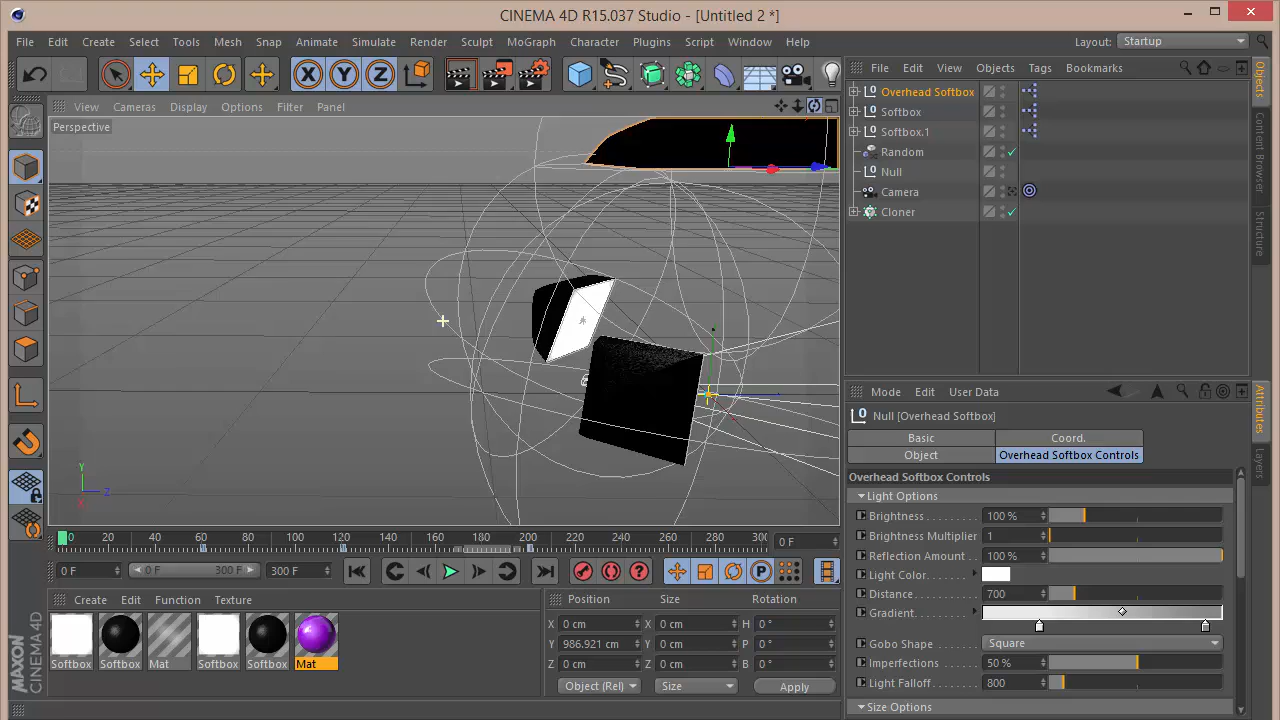 CINEMA 4D R15.037 Studio - [Untitled 2 *]
File Edit Create Select Tools Mesh Snap Animate Simulate Render Sculpt MoGraph Character Plugins Script Window Help
Layout: Startup
View Cameras Display Options Filter Panel
Perspective
File Edit View Objects Tags Bookmarks
Overhead Softbox
Softbox
Softbox.1
Random
Null
Camera
Cloner
Objects
Content Browser
Structure
Mode Edit User Data
Null [Overhead Softbox]
Basic Coord.
Object Overhead Softbox Controls
Overhead Softbox Controls
Light Options
Brightness 100 %
Brightness Multiplier 1
Reflection Amount 100 %
Light Color
Distance 700
Gradient
Gobo Shape Square
Imperfections 50 %
Light Falloff 800
Size Options
Attributes
Layers
Y
Z
X
0 20 40 60 80 100 120 140 160 180 200 220 240 260 280 300
0 F
0 F 0 F 300 F 300 F
Create Edit Function Texture
Softbox Softbox Mat Softbox Softbox Mat
Position Size Rotation
X 0 cm X 0 cm H 0 °
Y 986.921 cm Y 0 cm P 0 °
Z 0 cm Z 0 cm B 0 °
Object (Rel) Size Apply
MAXON
CINEMA 4D